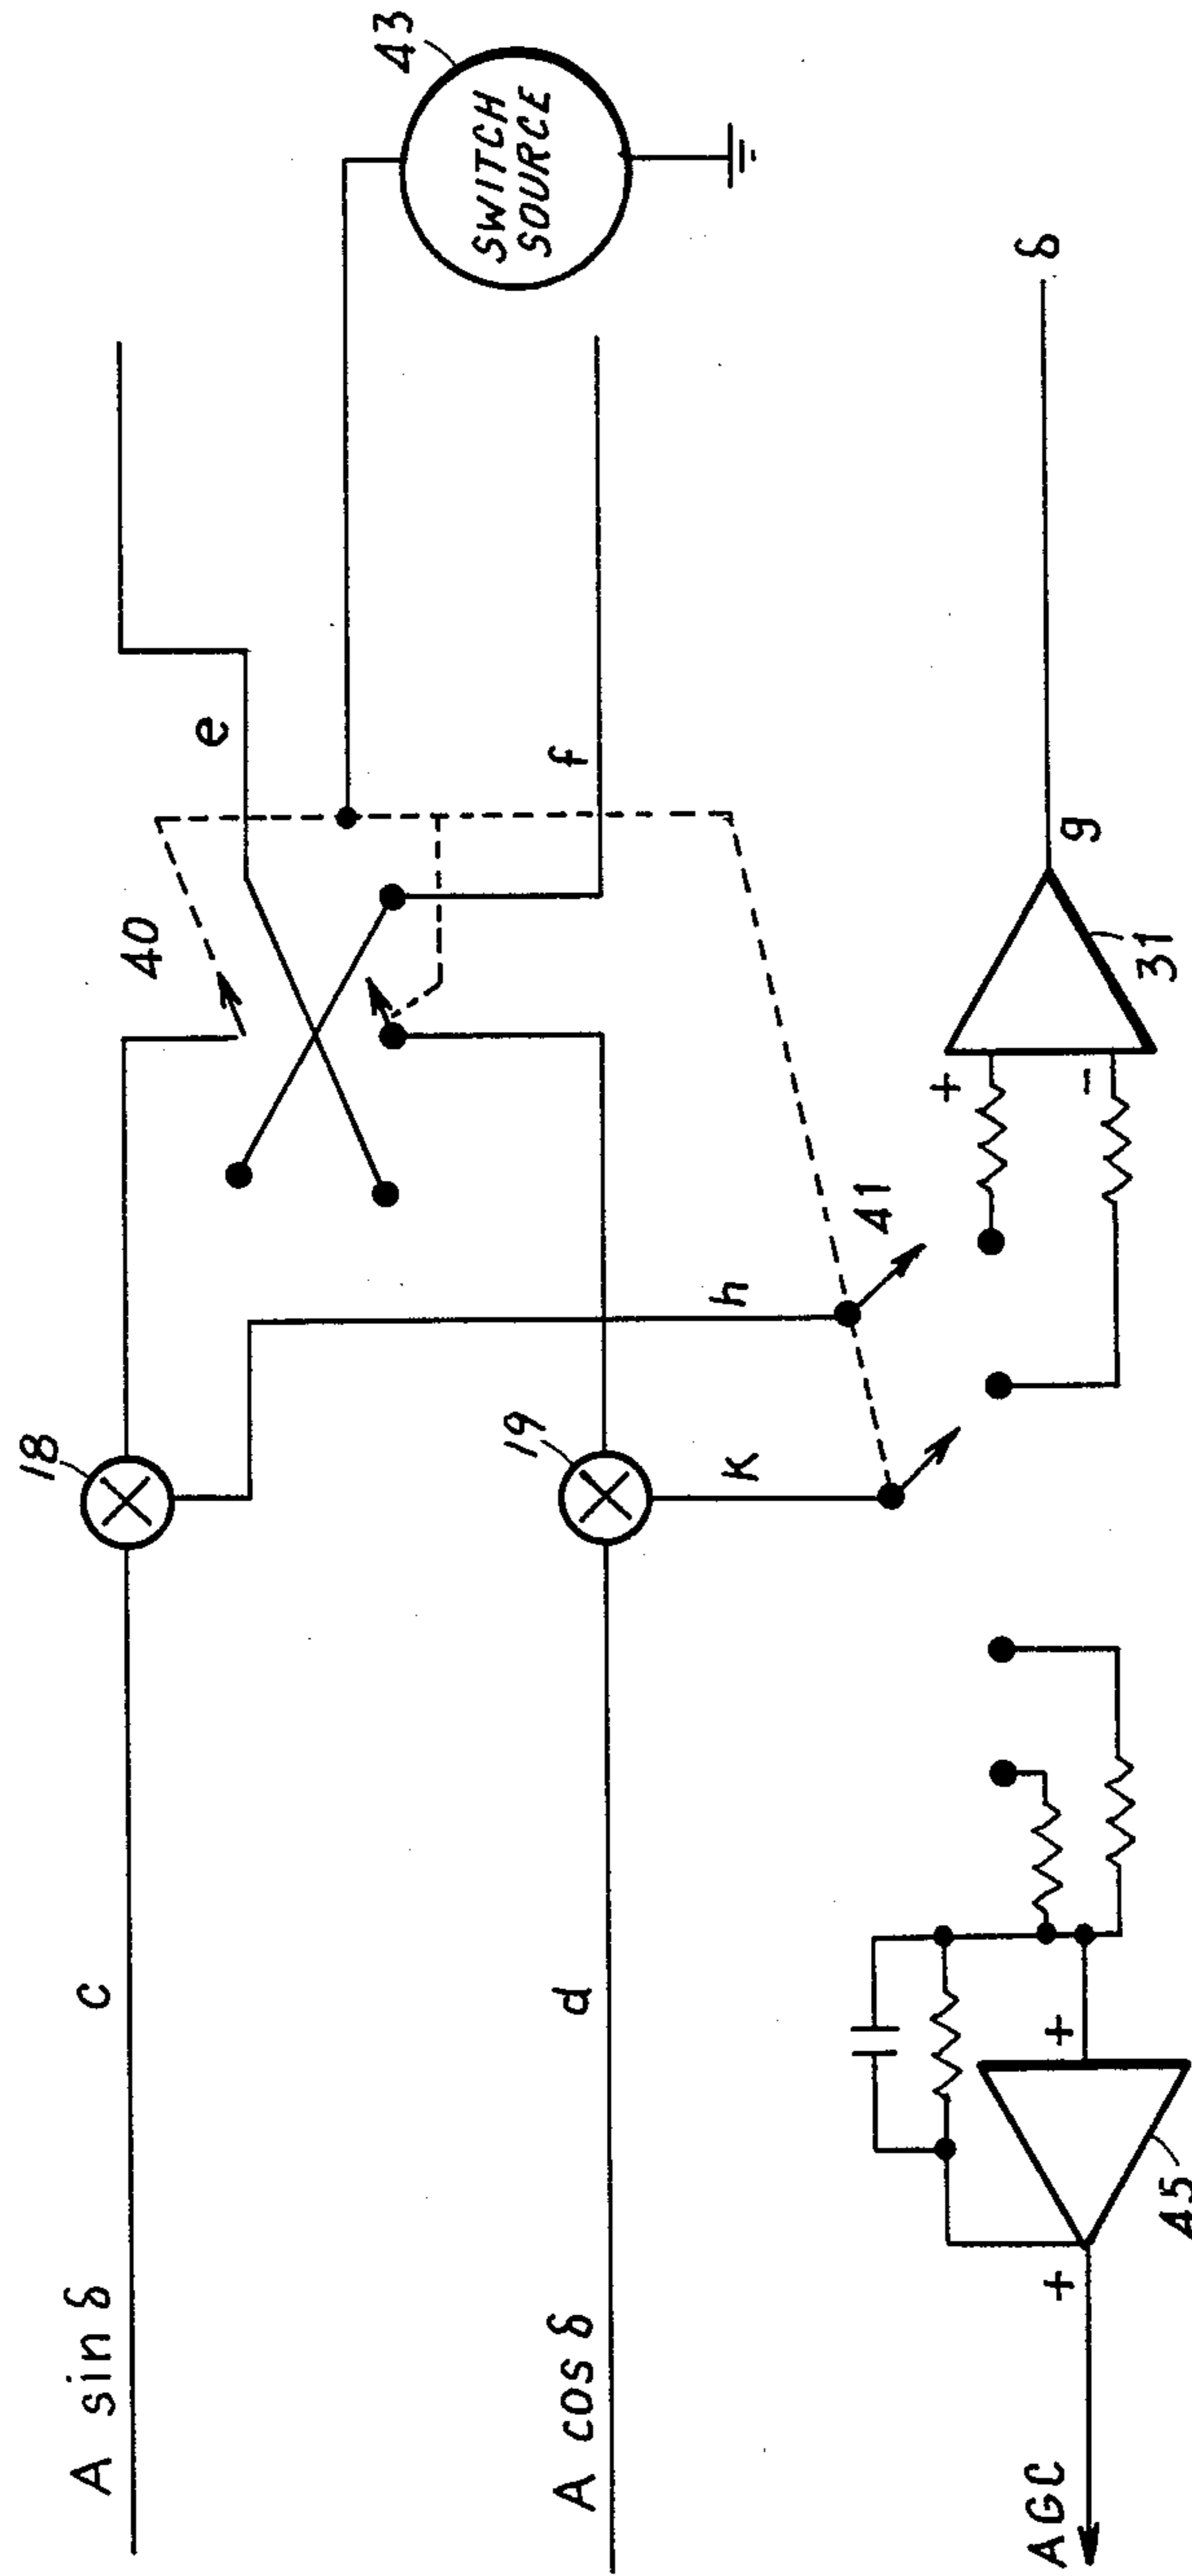 A sin δ
c
18
40
e
43
SWITCH
SOURCE
A cos δ
d
19
k
h
f
41
AGC
+
45
+
+
-
31
g
δ